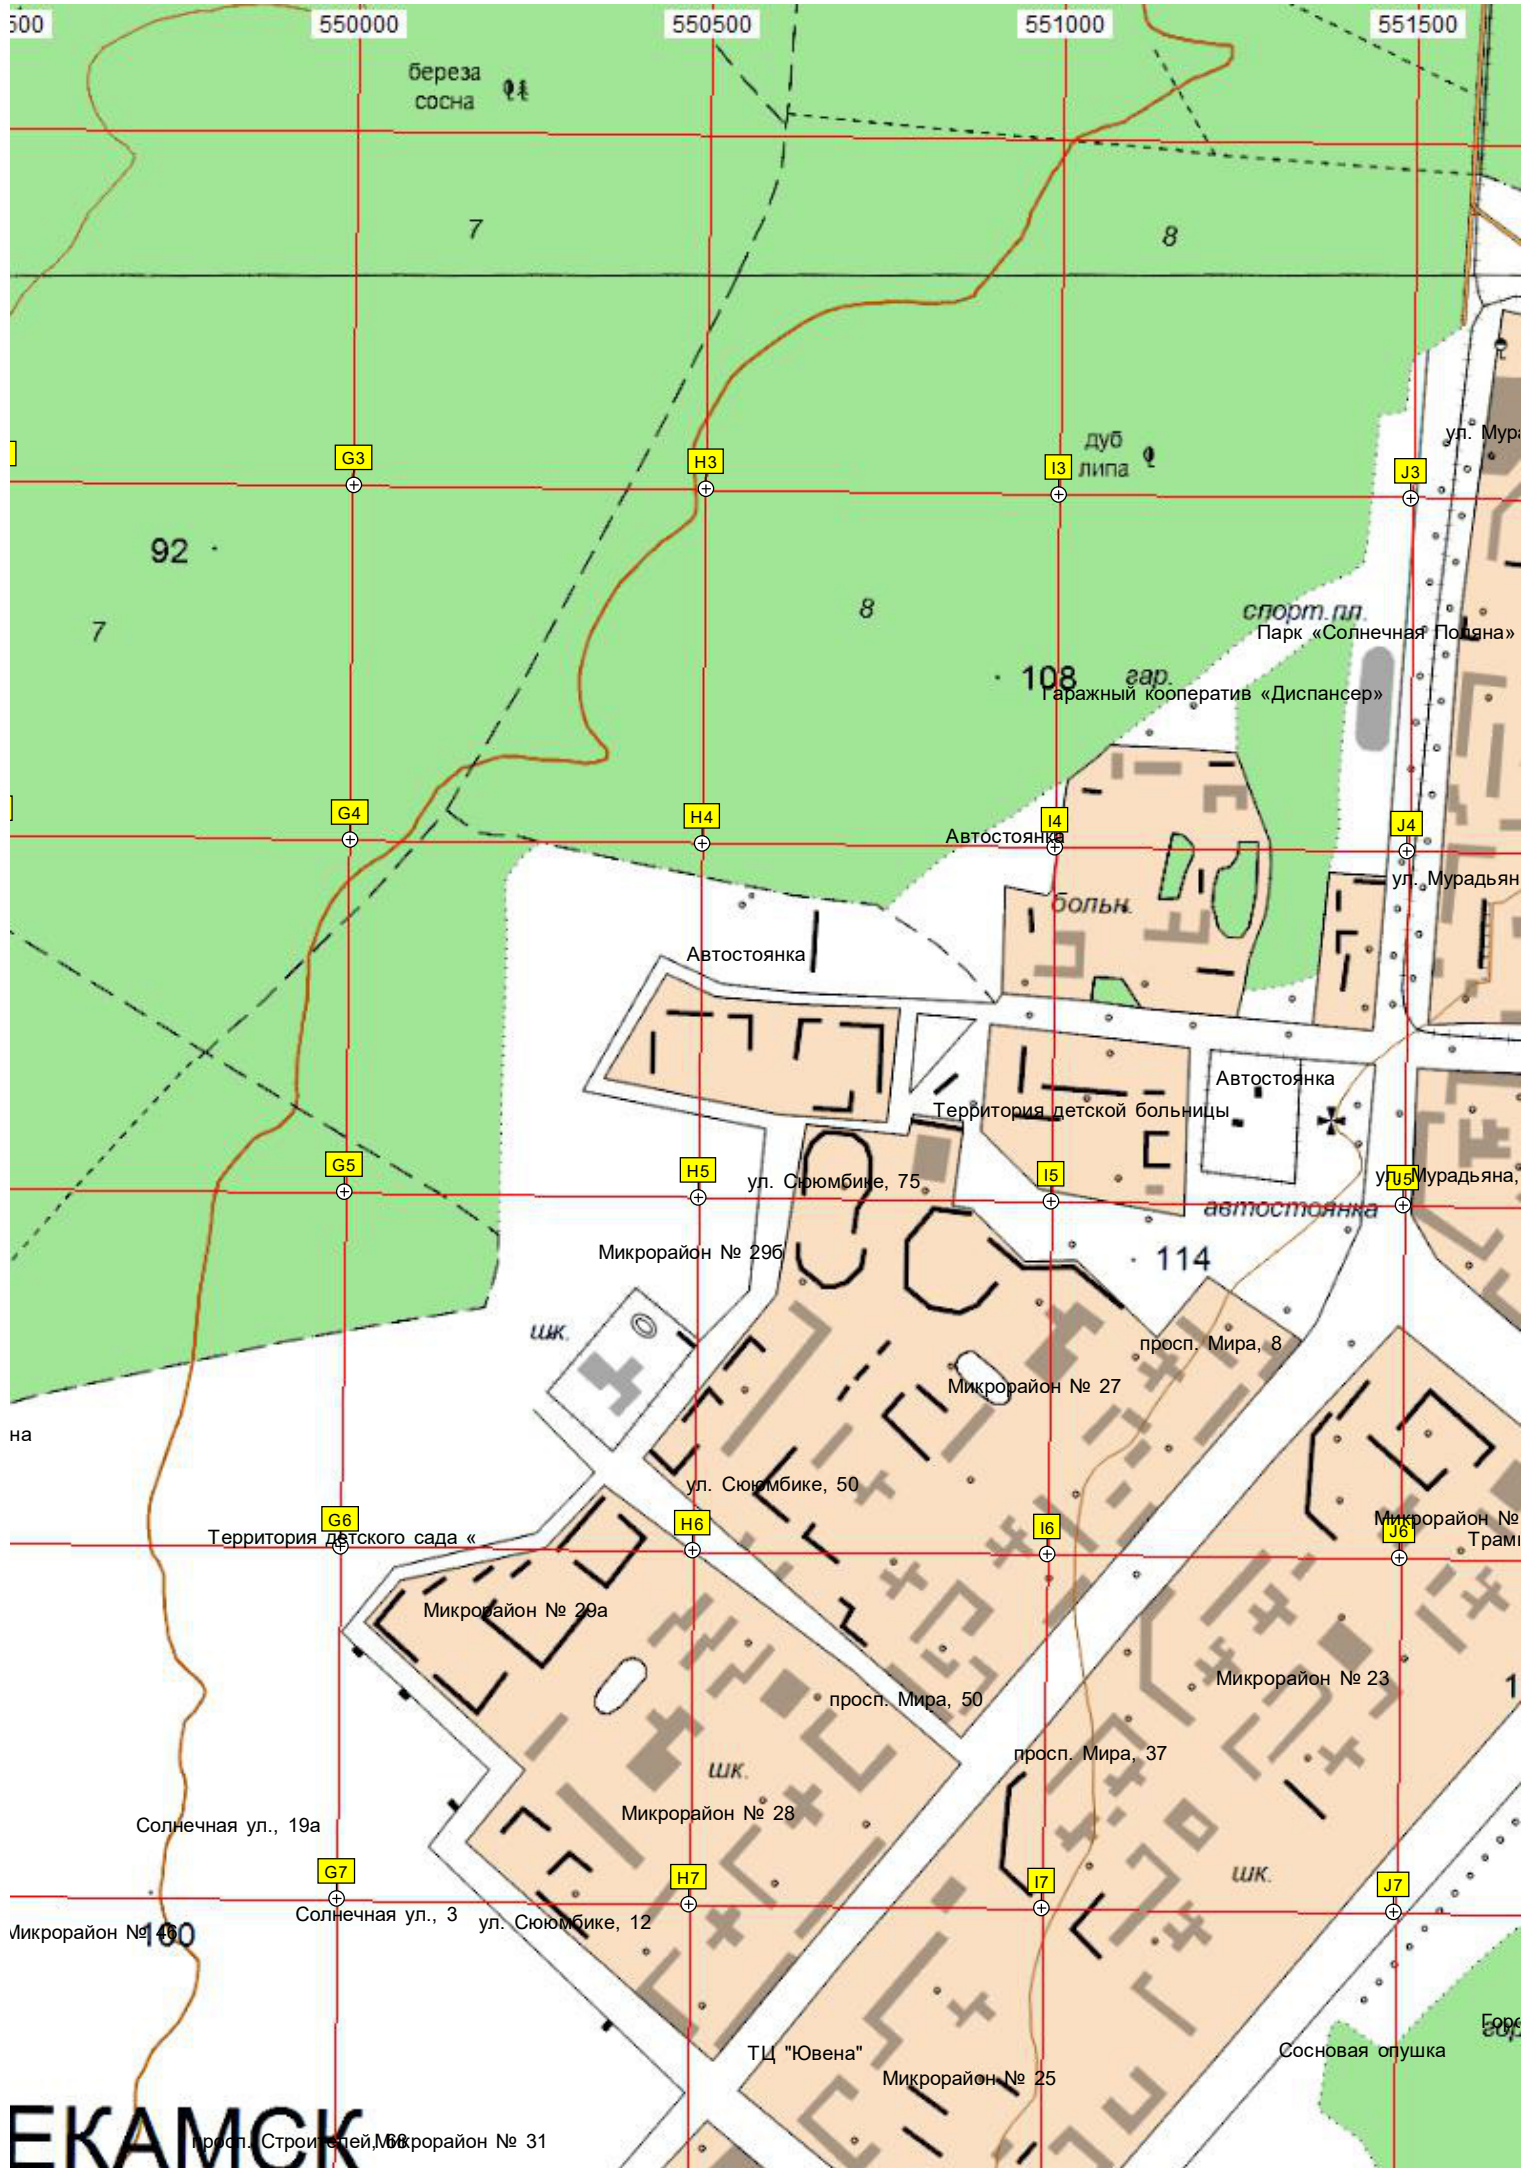 500
550000
550500
551000
551500
береза
сосна
7
8
дуб
липа
ул. Мура
G3
H3
I3
J3
92
7
8
спорт.пл.
Парк «Солнечная Поляна»
108
гар.
Гаражный кооператив «Диспансер»
G4
H4
I4
J4
Автостоянка
ул. Мурадьян
больн.
Автостоянка
Автостоянка
Территория детской больницы
G5
H5
I5
J5
ул. Сююмбике, 75
ул. Мурадьяна,
автостоянка
Микрорайон № 29б
114
шк.
просп. Мира, 8
Микрорайон № 27
на
ул. Сююмбике, 50
G6
H6
I6
J6
Микрорайон №
Территория детского сада «
Трам
Микрорайон № 29а
Микрорайон № 23
1
просп. Мира, 50
просп. Мира, 37
шк.
Микрорайон № 28
Солнечная ул., 19а
шк.
G7
H7
I7
J7
Солнечная ул., 3
ул. Сююмбике, 12
Микрорайон № 46
100
Горо
гор
ТЦ "Ювена"
Сосновая опушка
Микрорайон № 25
ЕКАМСК
просп. Строителей,
Микрорайон № 31